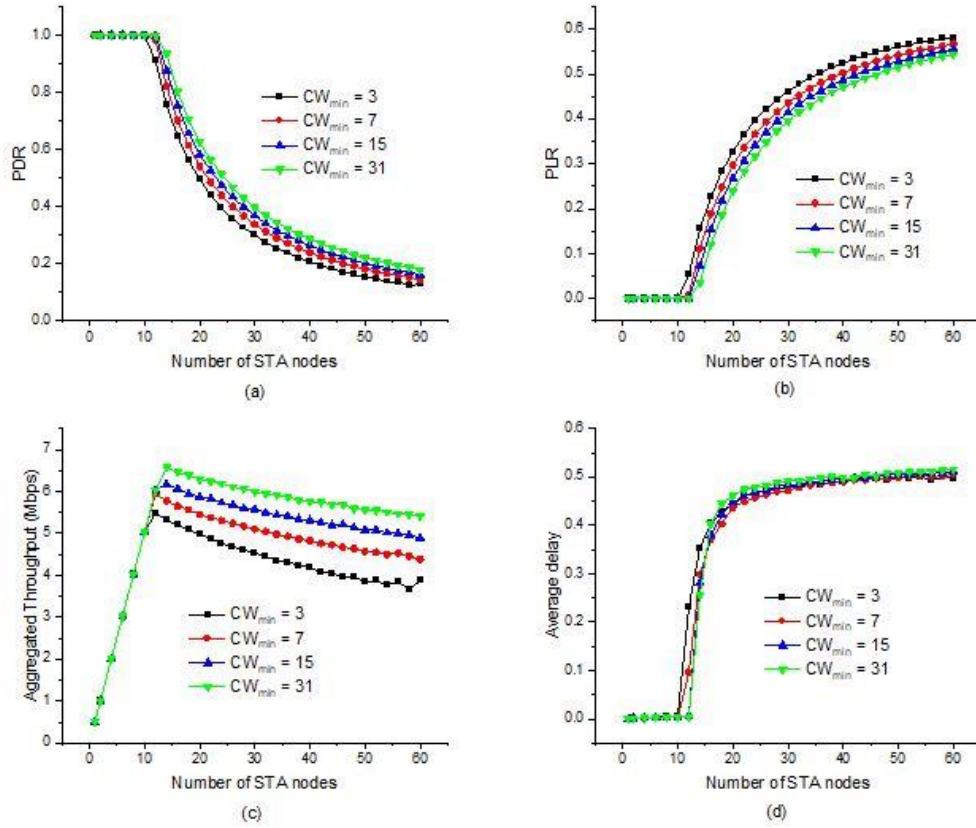 PDR
1.0
0.8
0.6
0.4
0.2
0.0
CWmin = 3
CWmin = 7
CWmin = 15
CWmin = 31
0 10 20 30 40 50 60
Number of STA nodes
(a)
PLR
0.6
0.5
0.4
0.3
0.2
0.1
0.0
CWmin = 3
CWmin = 7
CWmin = 15
CWmin = 31
0 10 20 30 40 50 60
Number of STA nodes
(b)
Aggregated Throughput (Mbps)
7
6
5
4
3
2
1
0
CWmin = 3
CWmin = 7
CWmin = 15
CWmin = 31
0 10 20 30 40 50 60
Number of STA nodes
(c)
Average delay
0.6
0.5
0.4
0.3
0.2
0.1
0.0
CWmin = 3
CWmin = 7
CWmin = 15
CWmin = 31
0 10 20 30 40 50 60
Number of STA nodes
(d)